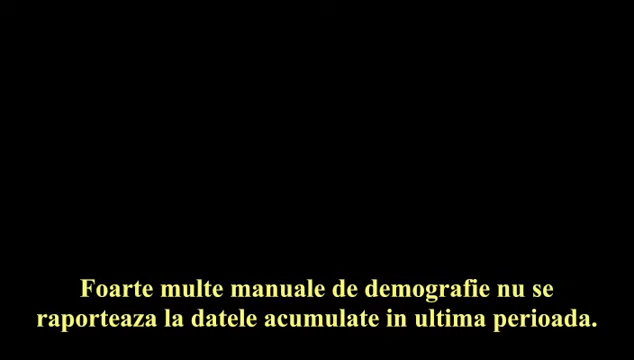 Foarte multe manuale de demografie nu se
raporteaza la datele acumulate in ultima perioada.